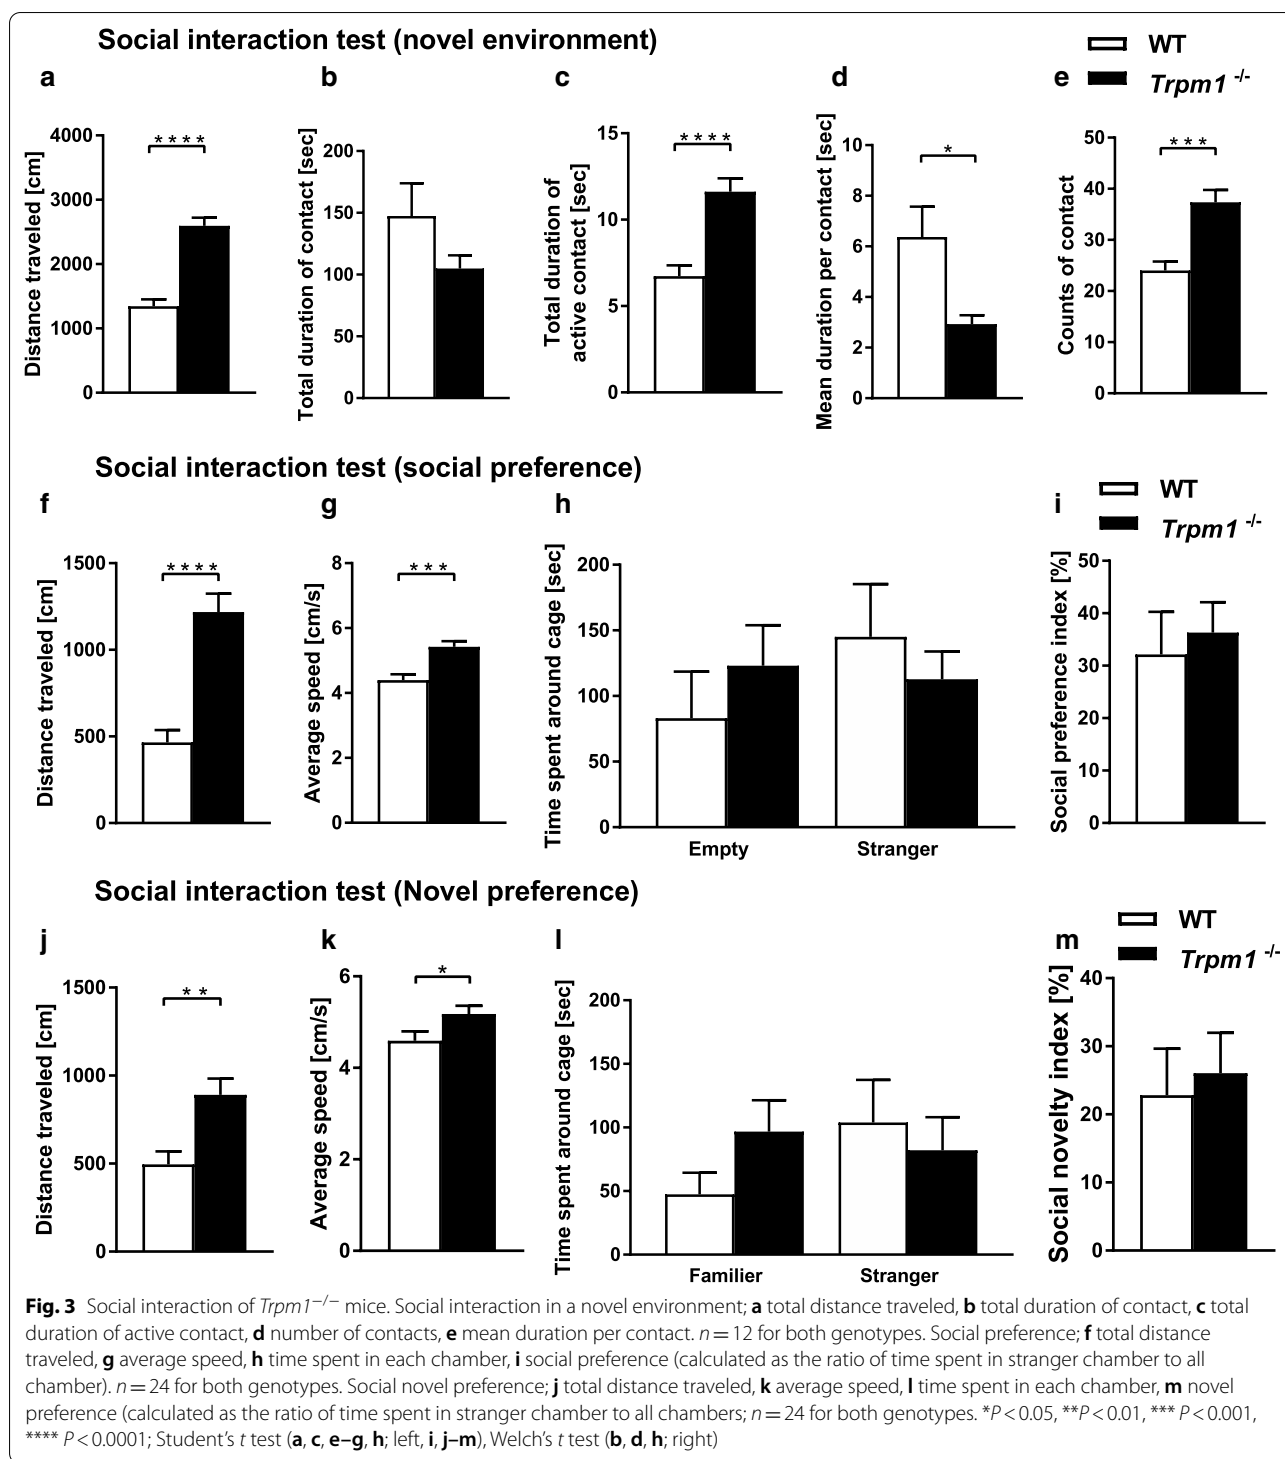 Social interaction test (novel environment)
WT
Trpm1 -/-
a
b
c
d
e
Distance traveled [cm]
4000
3000
2000
1000
0
****
Total duration of contact [sec]
200
150
100
50
0
Total duration of
active contact [sec]
15
10
5
0
****
Mean duration per contact [sec]
10
8
6
4
2
0
*
Counts of contact
50
40
30
20
10
0
***
Social interaction test (social preference)
WT
Trpm1 -/-
f
g
h
i
Distance traveled [cm]
1500
1000
500
0
****
Average speed [cm/s]
8
6
4
2
0
***
Time spent around cage [sec]
200
150
100
50
0
Empty
Stranger
Social preference index [%]
50
40
30
20
10
0
Social interaction test (Novel preference)
WT
Trpm1 -/-
j
k
l
m
Distance traveled [cm]
1500
1000
500
0
**
Average speed [cm/s]
6
4
2
0
*
Time spent around cage [sec]
200
150
100
50
0
Familier
Stranger
Social novelty index [%]
40
30
20
10
0
Fig. 3 Social interaction of Trpm1−/− mice. Social interaction in a novel environment; a total distance traveled, b total duration of contact, c total
duration of active contact, d number of contacts, e mean duration per contact. n = 12 for both genotypes. Social preference; f total distance
traveled, g average speed, h time spent in each chamber, i social preference (calculated as the ratio of time spent in stranger chamber to all
chamber). n = 24 for both genotypes. Social novel preference; j total distance traveled, k average speed, l time spent in each chamber, m novel
preference (calculated as the ratio of time spent in stranger chamber to all chambers; n = 24 for both genotypes. *P < 0.05, **P < 0.01, *** P < 0.001,
**** P < 0.0001; Student's t test (a, c, e–g, h; left, i, j–m), Welch's t test (b, d, h; right)